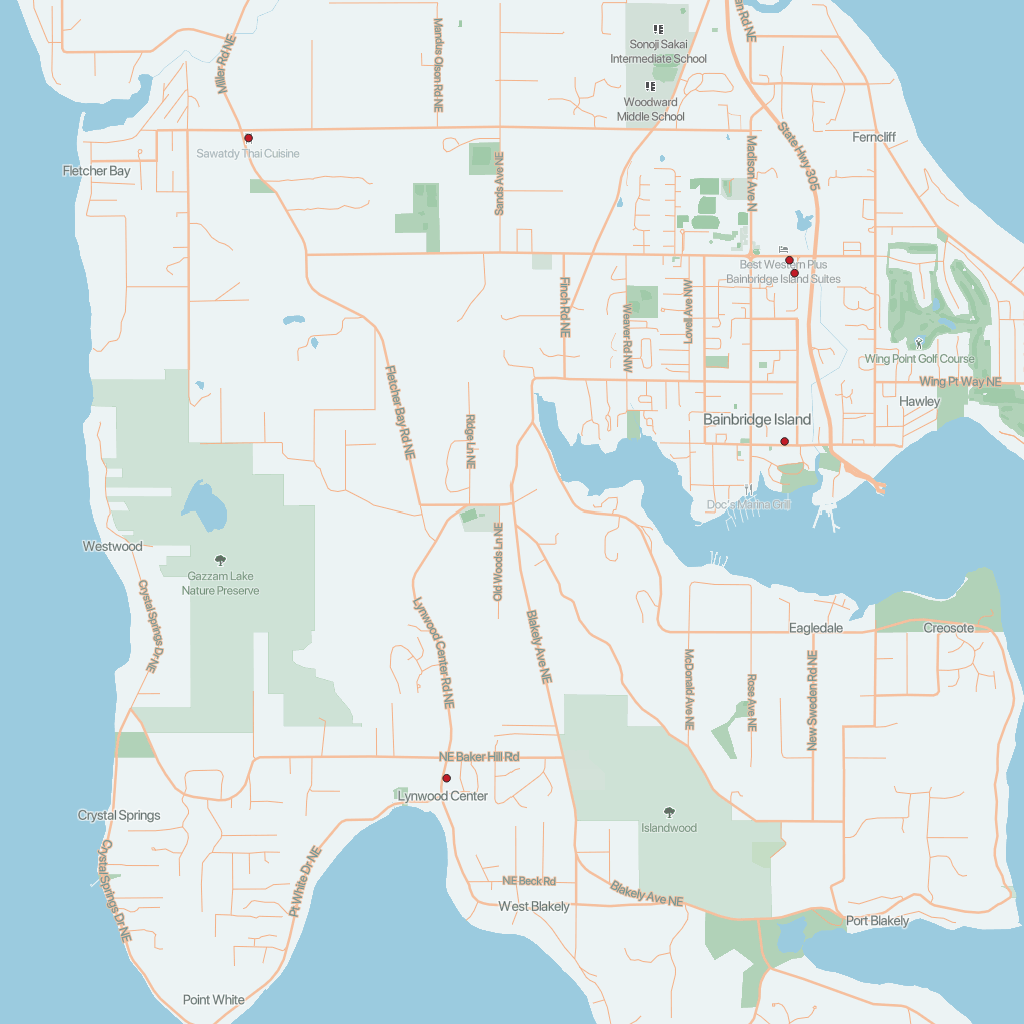 Miller Rd NE
Mandus Olson Rd NE
Sonoji Sakai
Intermediate School
Woodward
Middle School
en Rd NE
State Hwy 305
Ferncliff
Sawatdy Thai Cuisine
Fletcher Bay
Sands Ave NE
Madison Ave N
Best Western Plus
Bainbridge Island Suites
Finch Rd NE
Weaver Rd NW
Lovell Ave NW
Wing Point Golf Course
Wing Pt Way NE
Hawley
Fletcher Bay Rd NE
Ridge Ln NE
Bainbridge Island
Doc's Marina Grill
Westwood
Gazzam Lake
Nature Preserve
Old Woods Ln NE
Crystal Springs Dr NE
Lynwood Center Rd NE
Blakely Ave NE
Eagledale
Creosote
McDonald Ave NE
Rose Ave NE
New Sweden Rd NE
NE Baker HIll Rd
Lynwood Center
Crystal Springs
Islandwood
Crystal Springs Dr NE
Pt White Dr NE
NE Beck Rd
Blakely Ave NE
West Blakely
Port Blakely
Point White